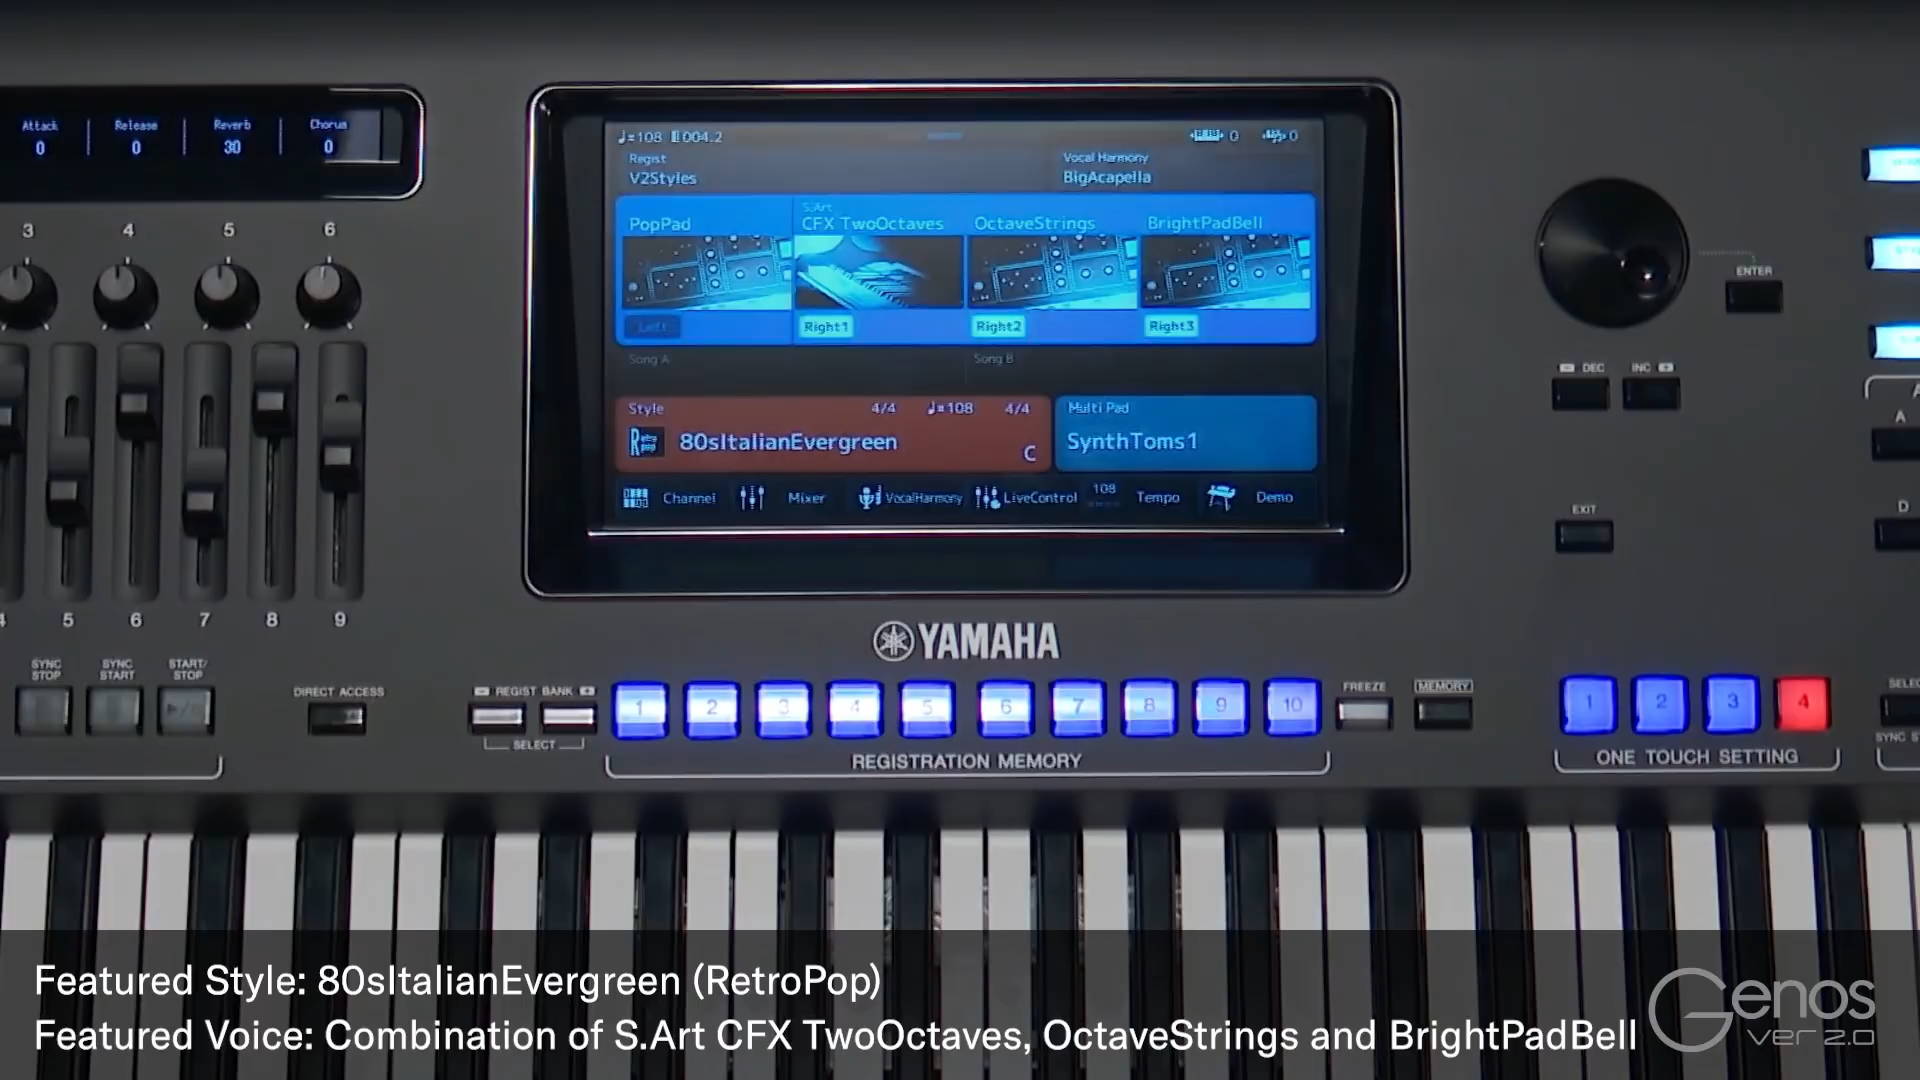 Attack Release Reverb Chorus
0 0 30 0
3 4 5 6
5 6 7 8 9
SYNC STOP
SYNC START
START/STOP
DIRECT ACCESS
♩=108 004.2
0 0
Regist
V2Styles
Vocal Harmony
BigAcapella
PopPad
S.Art
CFX TwoOctaves
OctaveStrings
BrightPadBell
Left
Right1
Right2
Right3
Song A
Song B
Style 4/4 ♩=108 4/4
Retro pop
80sItalianEvergreen
C
Multi Pad
SynthToms1
Channel Mixer VocalHarmony LiveControl 108 Tempo Demo
YAMAHA
- REGIST BANK +
SELECT
1 2 3 4 5 6 7 8 9 10
REGISTRATION MEMORY
FREEZE
MEMORY
ENTER
- DEC INC +
EXIT
A
D
1 2 3 4
ONE TOUCH SETTING
Featured Style: 80sItalianEvergreen (RetroPop)
Featured Voice: Combination of S.Art CFX TwoOctaves, OctaveStrings and BrightPadBell
Genos
ver 2.0